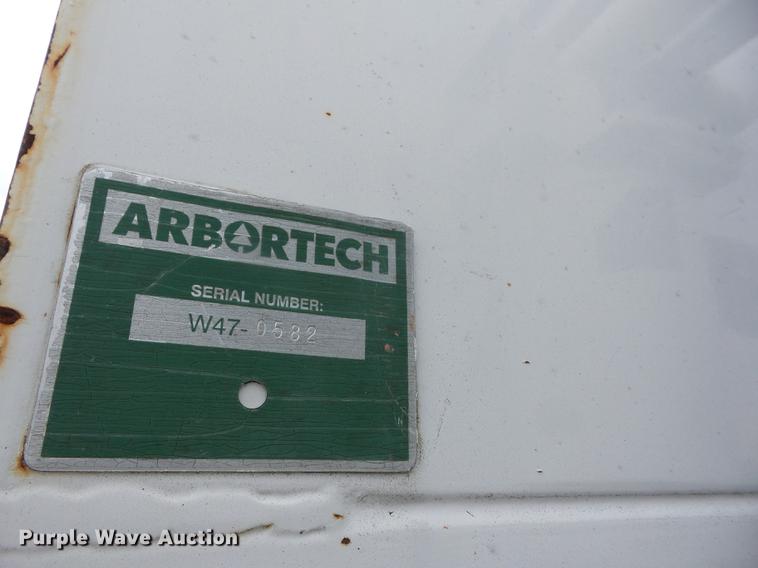 ARBORTECH
SERIAL NUMBER:
W47-0582
Purple Wave Auction